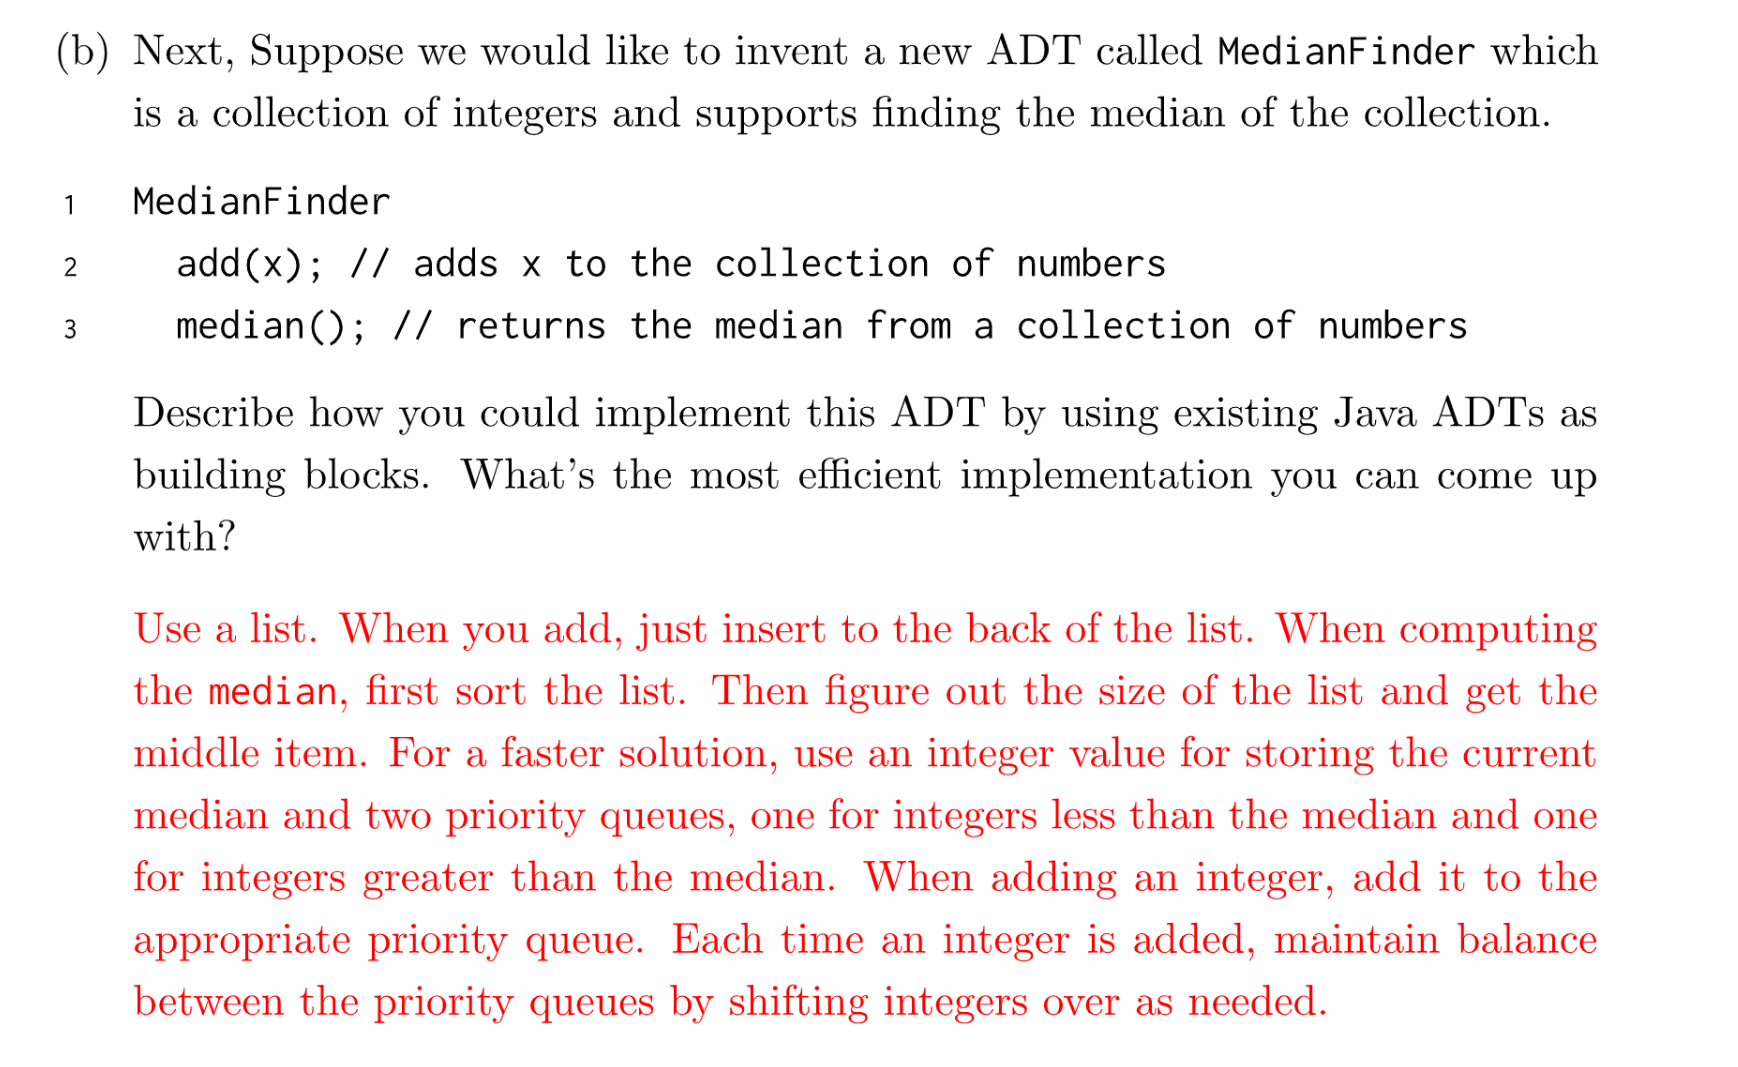 (b) Next, Suppose we would like to invent a new ADT called MedianFinder which
is a collection of integers and supports finding the median of the collection.
1 MedianFinder
2 add(x); // adds x to the collection of numbers
3 median(); // returns the median from a collection of numbers
Describe how you could implement this ADT by using existing Java ADTs as
building blocks. What's the most efficient implementation you can come up
with?
Use a list. When you add, just insert to the back of the list. When computing
the median, first sort the list. Then figure out the size of the list and get the
middle item. For a faster solution, use an integer value for storing the current
median and two priority queues, one for integers less than the median and one
for integers greater than the median. When adding an integer, add it to the
appropriate priority queue. Each time an integer is added, maintain balance
between the priority queues by shifting integers over as needed.